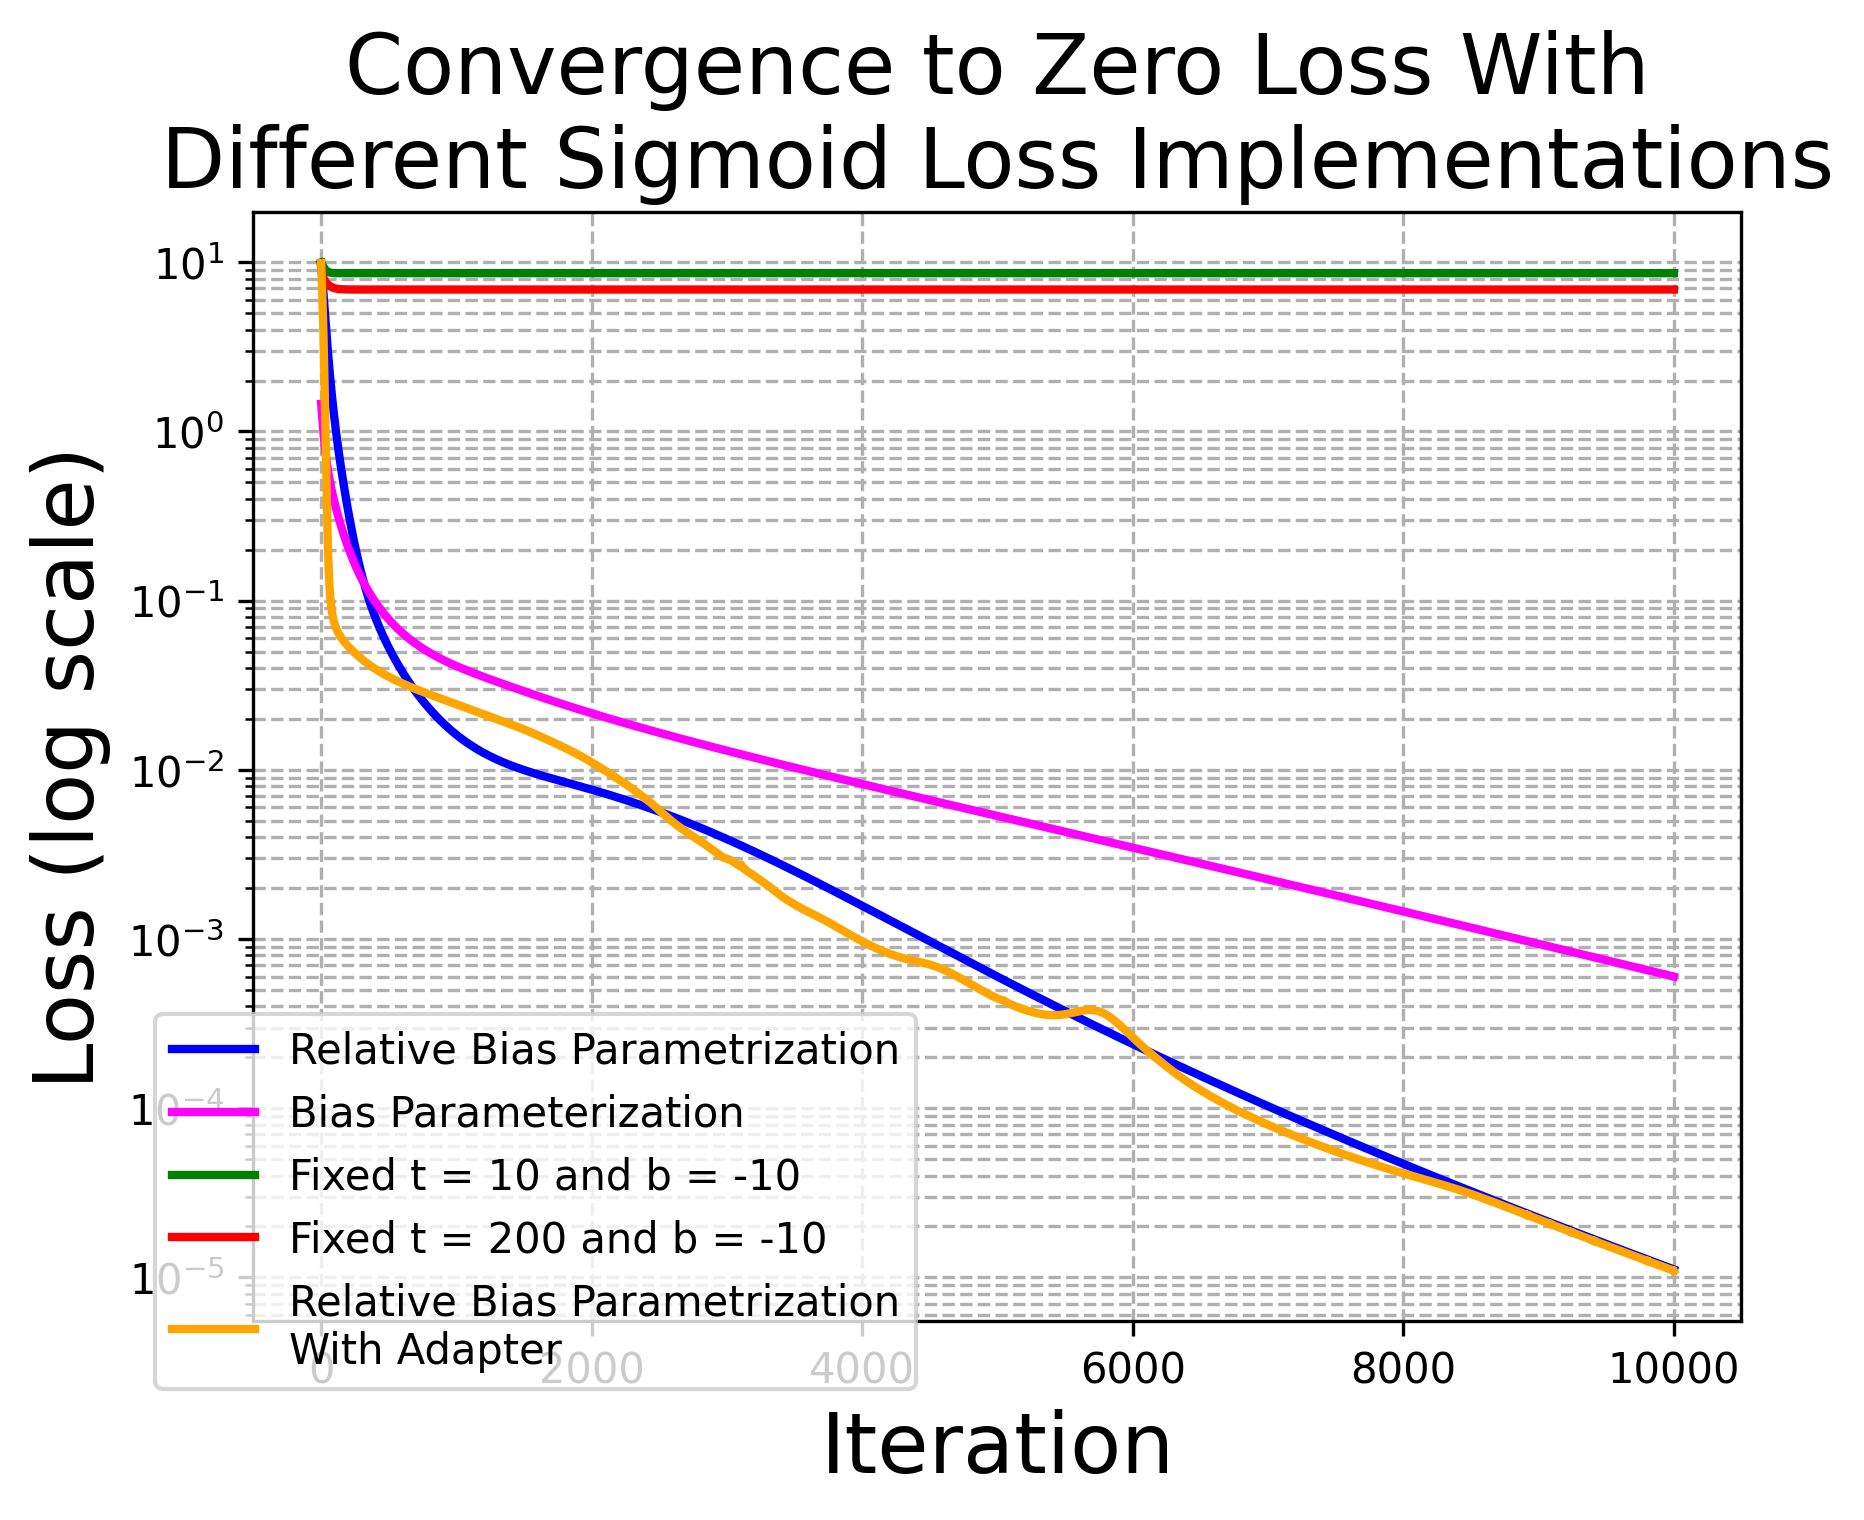 Convergence to Zero Loss With
Different Sigmoid Loss Implementations
Loss (log scale)
10¹
10⁰
10⁻¹
10⁻²
10⁻³
10⁻⁴
10⁻⁵
Relative Bias Parametrization
Bias Parameterization
Fixed t = 10 and b = -10
Fixed t = 200 and b = -10
Relative Bias Parametrization
With Adapter
0 2000 4000 6000 8000 10000
Iteration